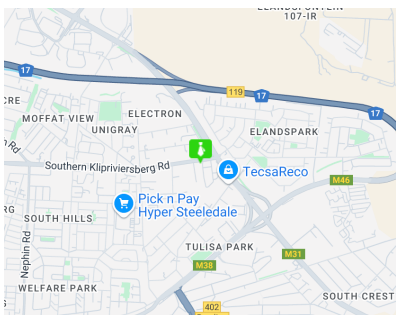 ELANDSFONTEIN
107-IR
17
119
17
17
CRE
ELECTRON
MOFFAT VIEW
UNIGRAY
ELANDSPARK
Rd
Southern Klipriviersberg Rd
TecsaReco
M46
Pick n Pay
Hyper Steeledale
RG
SOUTH HILLS
Nephin Rd
TULISA PARK
M31
M38
WELFARE PARK
SOUTH CREST
402